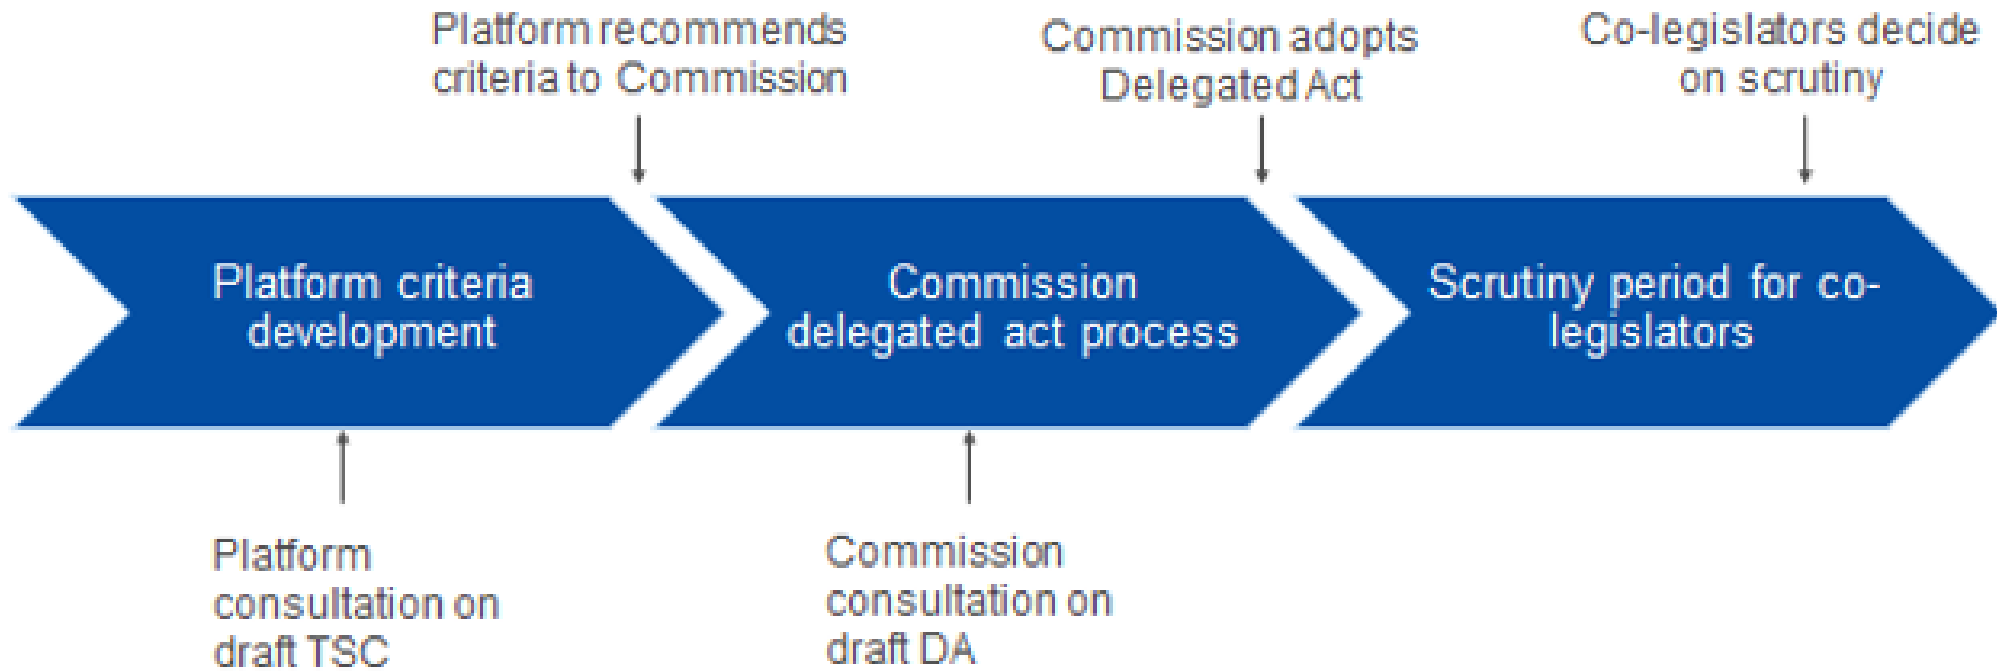 Platform recommends
criteria to Commission
Commission adopts
Delegated Act
Co-legislators decide
on scrutiny
Platform criteria
development
Commission
delegated act process
Scrutiny period for co-
legislators
Platform
consultation on
draft TSC
Commission
consultation on
draft DA